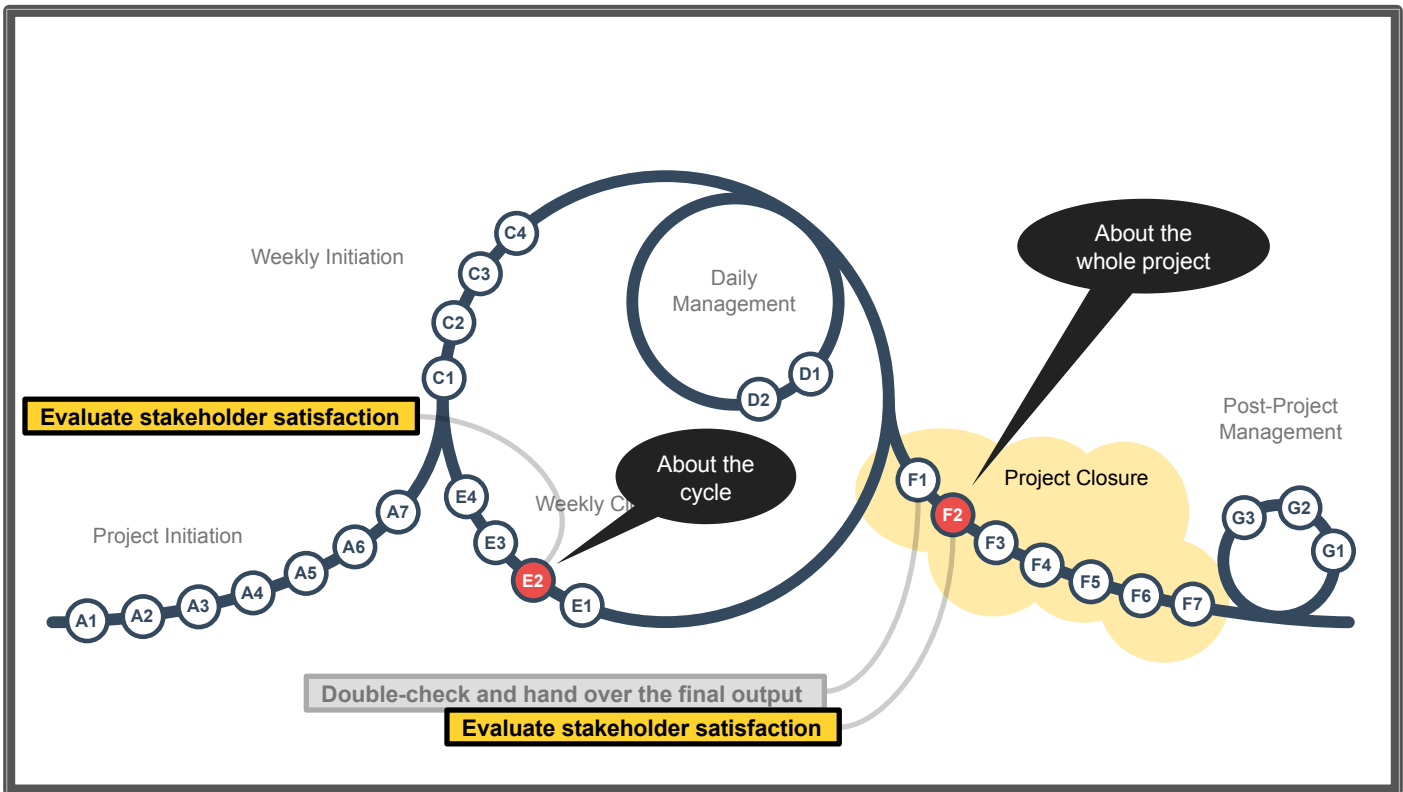 About the
whole project
C4
Weekly Initiation
C3
Daily
Management
C2
D1
C1
D2
Evaluate stakeholder satisfaction
Post-Project
Management
About the
cycle
Project Closure
F1
E4
Weekly Cl
A7
F2
G3
G2
Project Initiation
E3
F3
G1
A6
F4
A5
E2
F5
A4
F6
A3
E1
F7
A2
A1
Double-check and hand over the final output
Evaluate stakeholder satisfaction